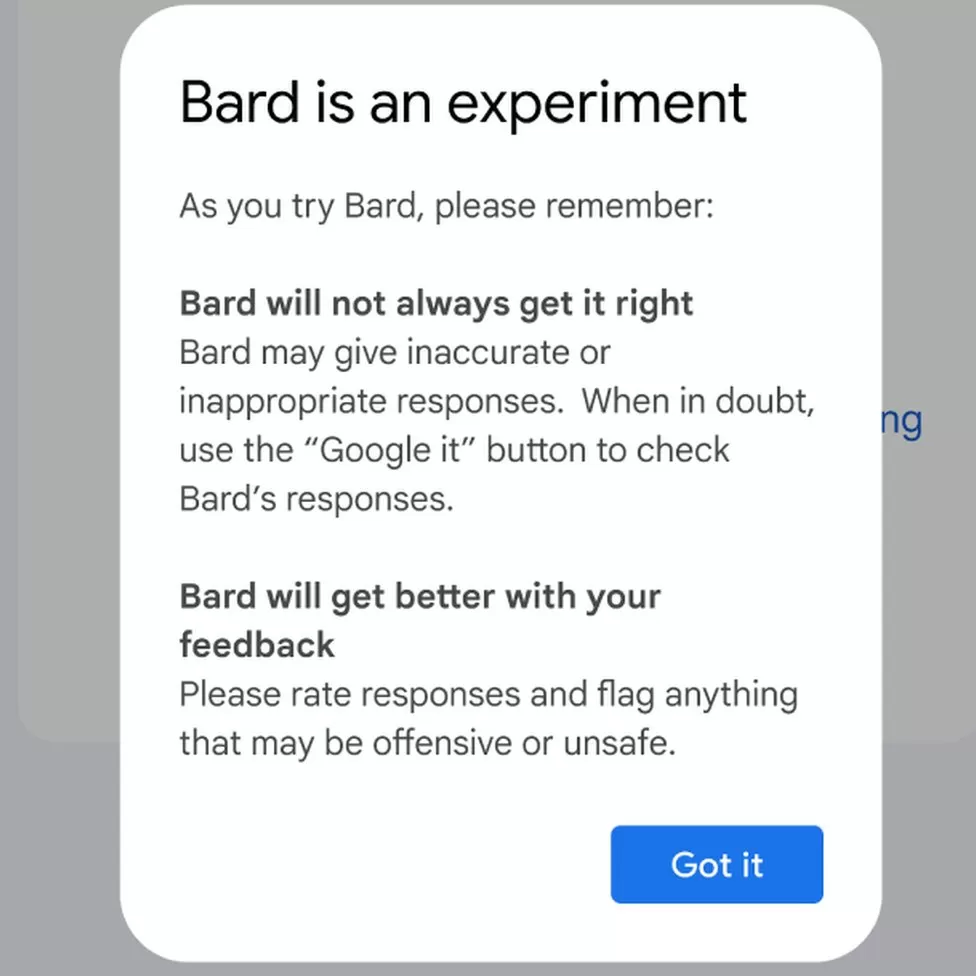 Bard is an experiment
As you try Bard, please remember:
Bard will not always get it right
Bard may give inaccurate or
inappropriate responses.  When in doubt,
use the “Google it” button to check
Bard’s responses.
ng
Bard will get better with your
feedback
Please rate responses and flag anything
that may be offensive or unsafe.
Got it